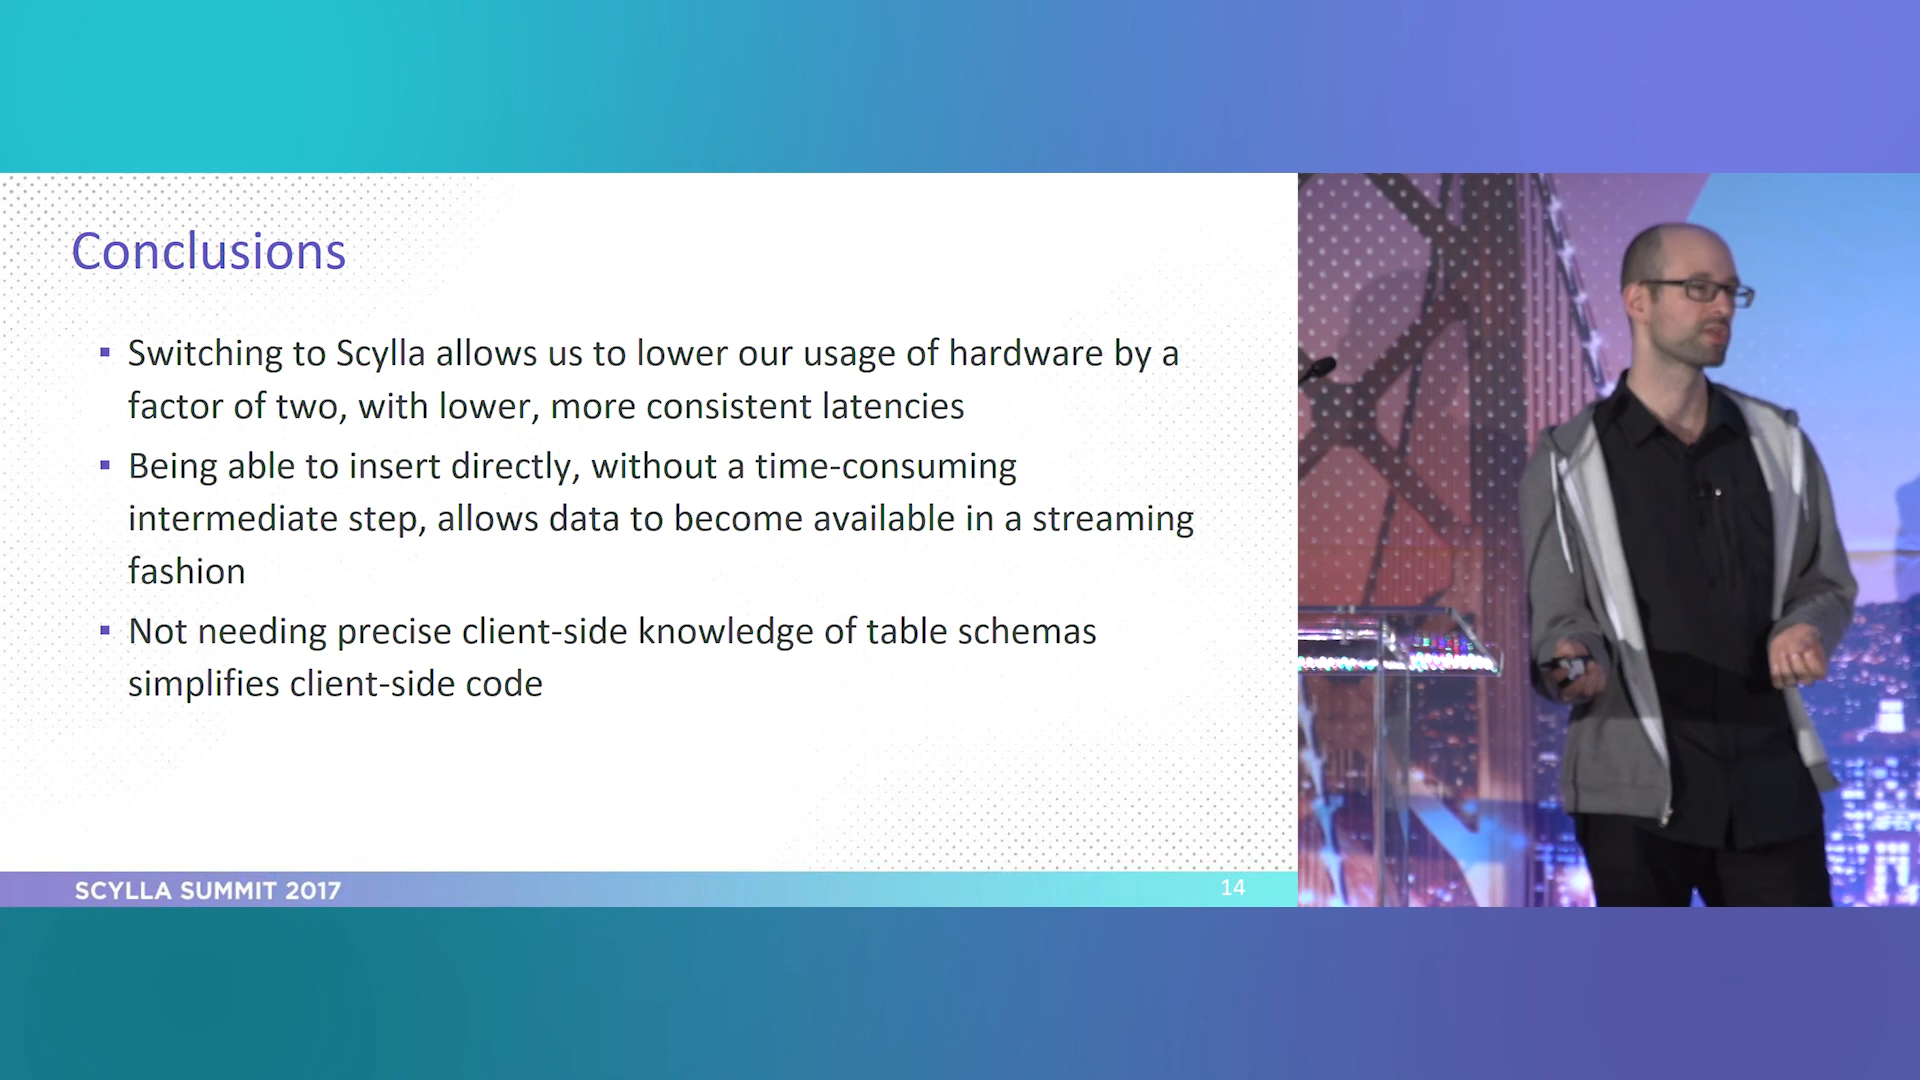 Conclusions
▪ Switching to Scylla allows us to lower our usage of hardware by a
factor of two, with lower, more consistent latencies
▪ Being able to insert directly, without a time-consuming
intermediate step, allows data to become available in a streaming
fashion
▪ Not needing precise client-side knowledge of table schemas
simplifies client-side code
SCYLLA SUMMIT 2017
14